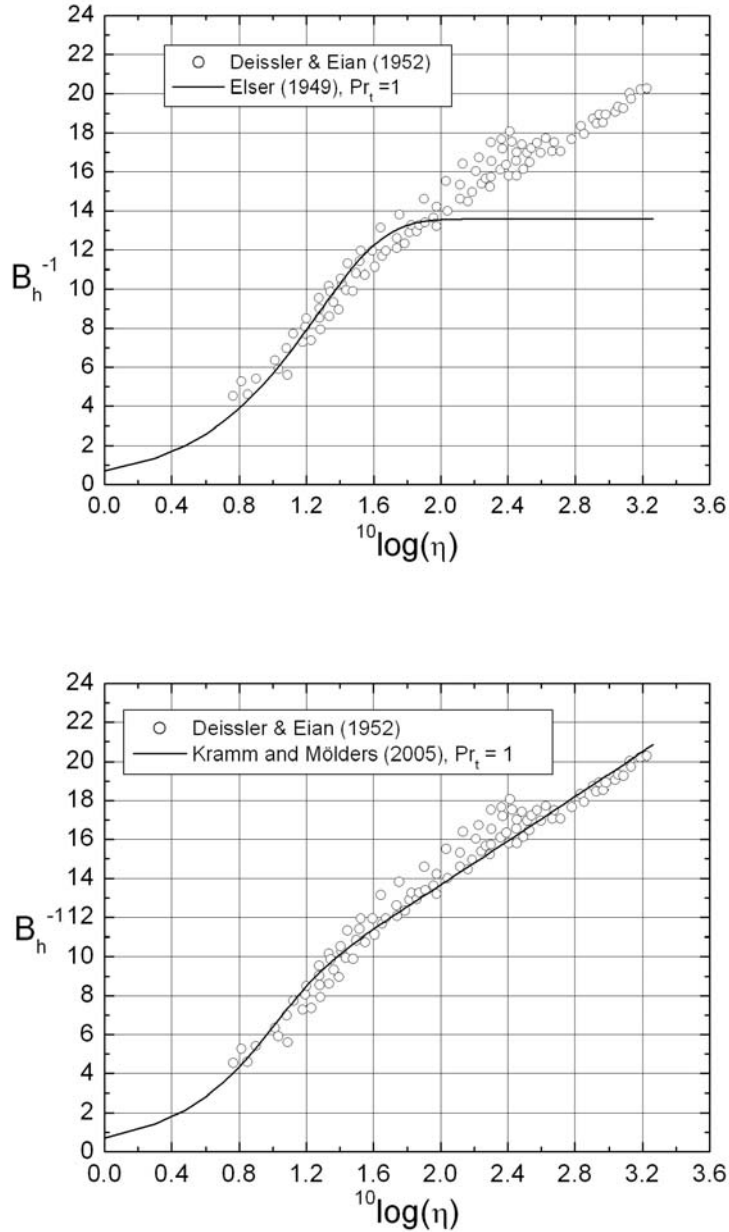 24
22
20
18
16
14
12
10
8
6
4
2
0
B_h^-1
Deissler & Eian (1952)
Elser (1949), Pr_t =1
0.0 0.4 0.8 1.2 1.6 2.0 2.4 2.8 3.2 3.6
^10log(η)
24
22
20
18
16
14
12
10
8
6
4
2
0
B_h^-1
Deissler & Eian (1952)
Kramm and Mölders (2005), Pr_t = 1
0.0 0.4 0.8 1.2 1.6 2.0 2.4 2.8 3.2 3.6
^10log(η)